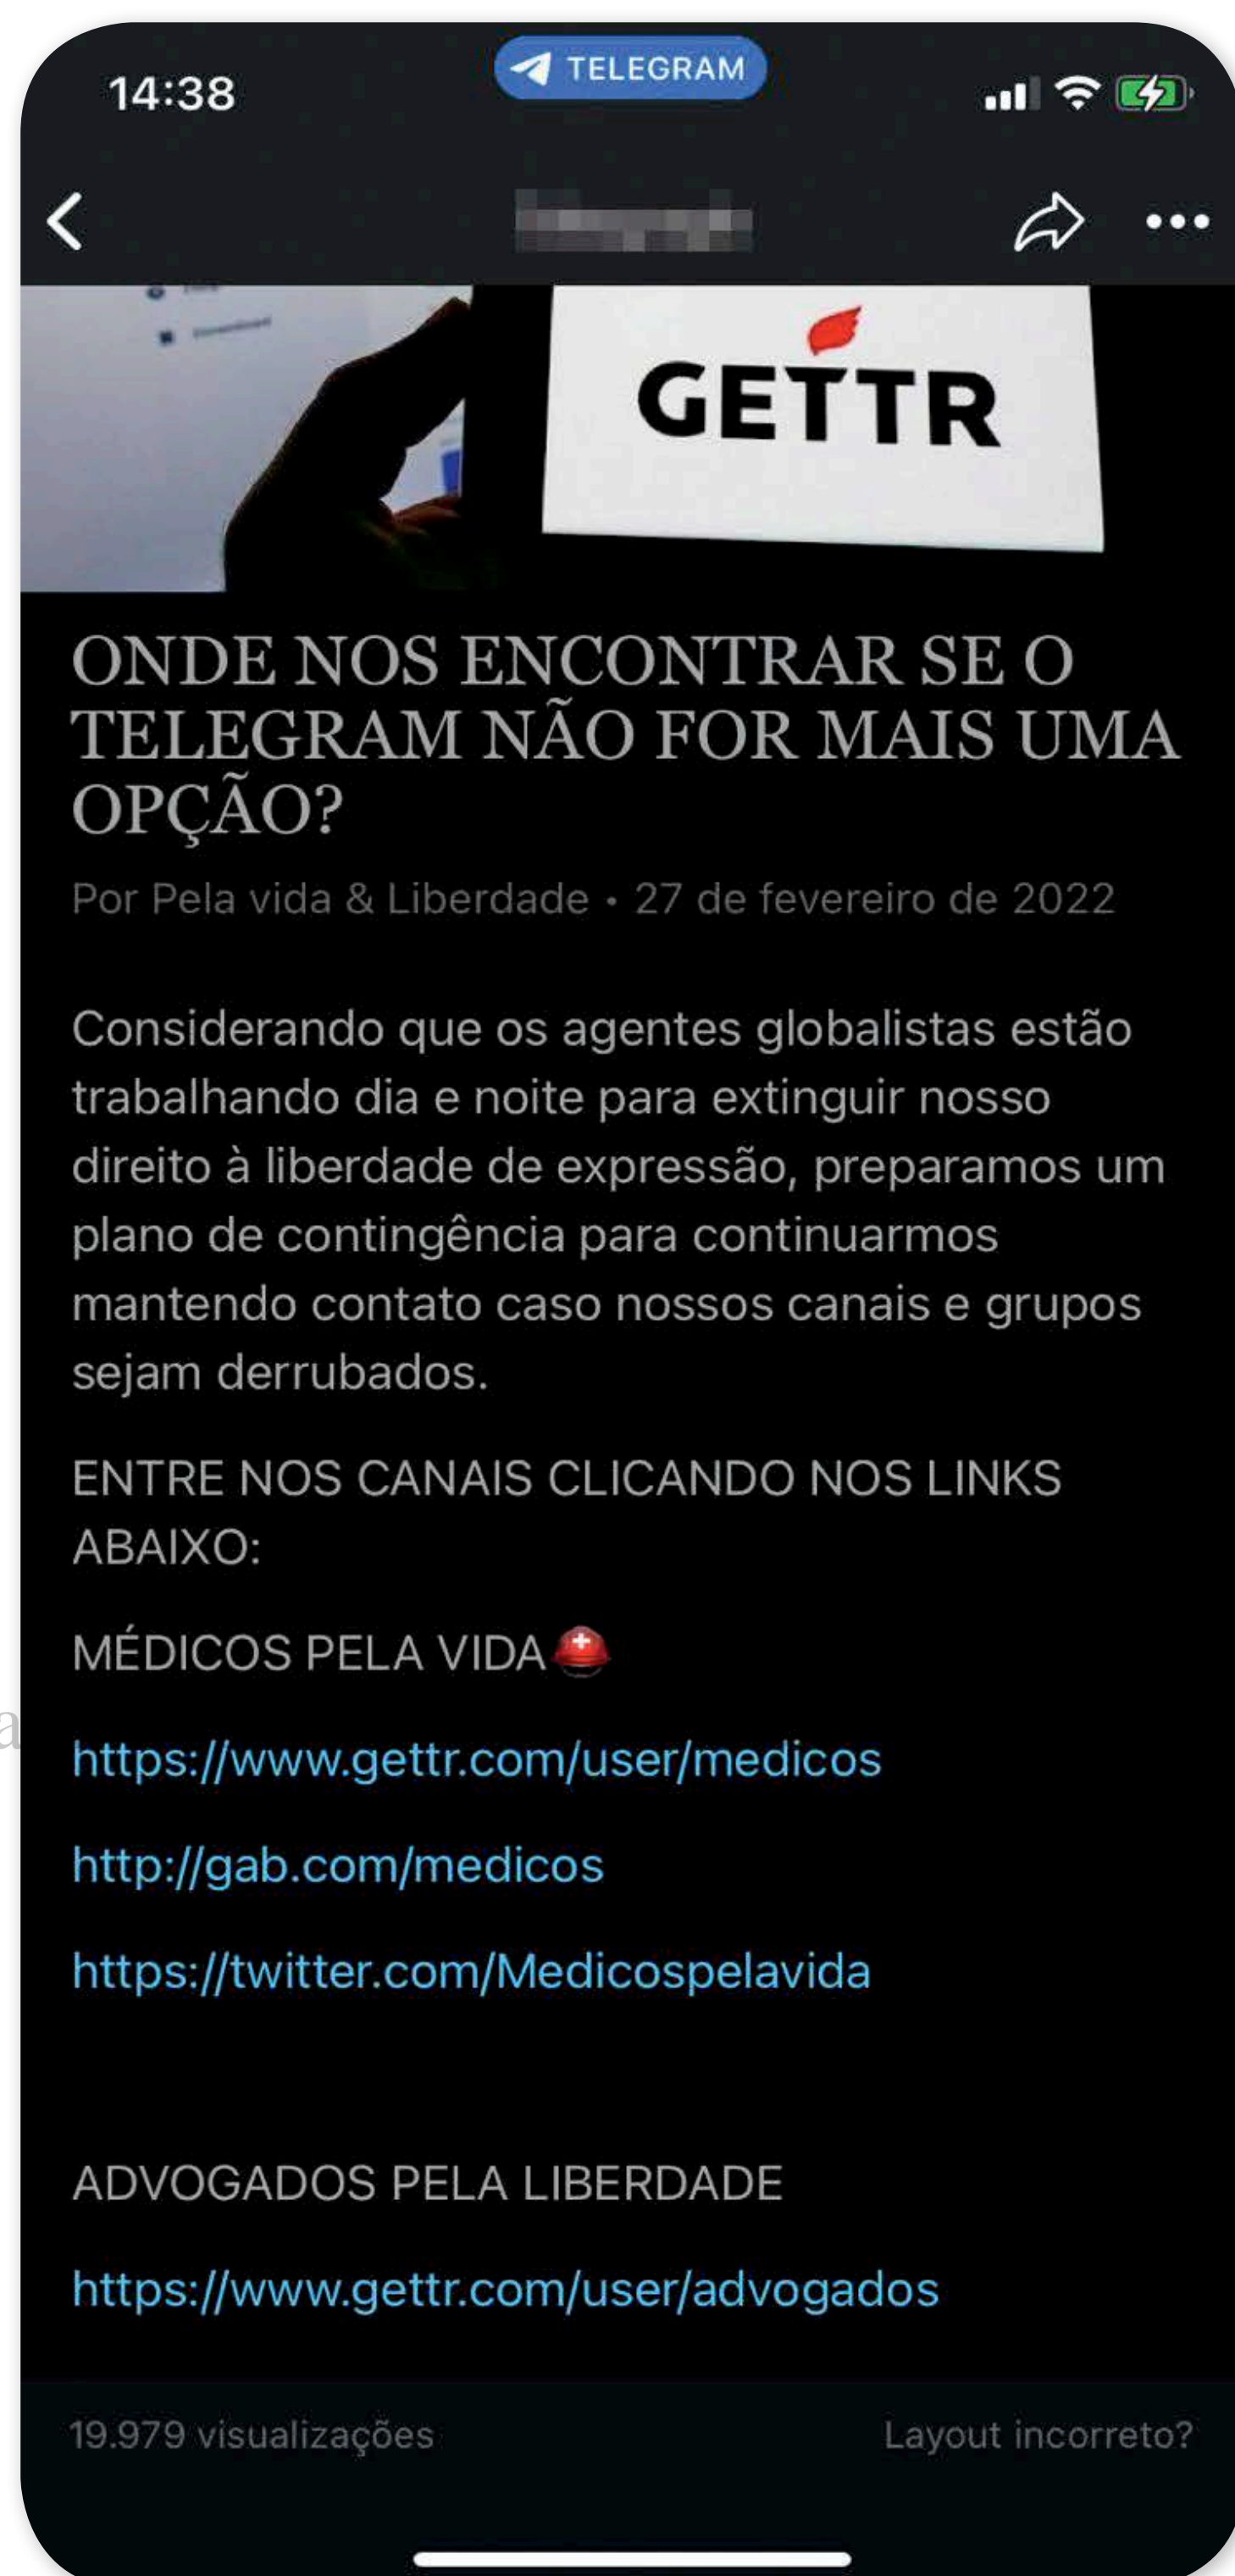 14:38
TELEGRAM
GETTR
ONDE NOS ENCONTRAR SE O
TELEGRAM NÃO FOR MAIS UMA
OPÇÃO?
Por Pela vida & Liberdade • 27 de fevereiro de 2022
Considerando que os agentes globalistas estão
trabalhando dia e noite para extinguir nosso
direito à liberdade de expressão, preparamos um
plano de contingência para continuarmos
mantendo contato caso nossos canais e grupos
sejam derrubados.
ENTRE NOS CANAIS CLICANDO NOS LINKS
ABAIXO:
MÉDICOS PELA VIDA⛑
https://www.gettr.com/user/medicos
http://gab.com/medicos
https://twitter.com/Medicospelavida
ADVOGADOS PELA LIBERDADE
https://www.gettr.com/user/advogados
19.979 visualizações
Layout incorreto?